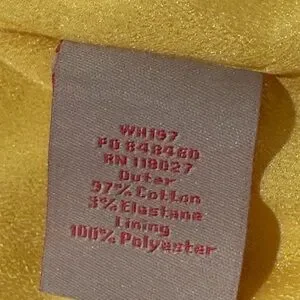 WH197
PO 848460
RN 118027
Outer
97% Cotton
3% Elastane
Lining
100% Polyester